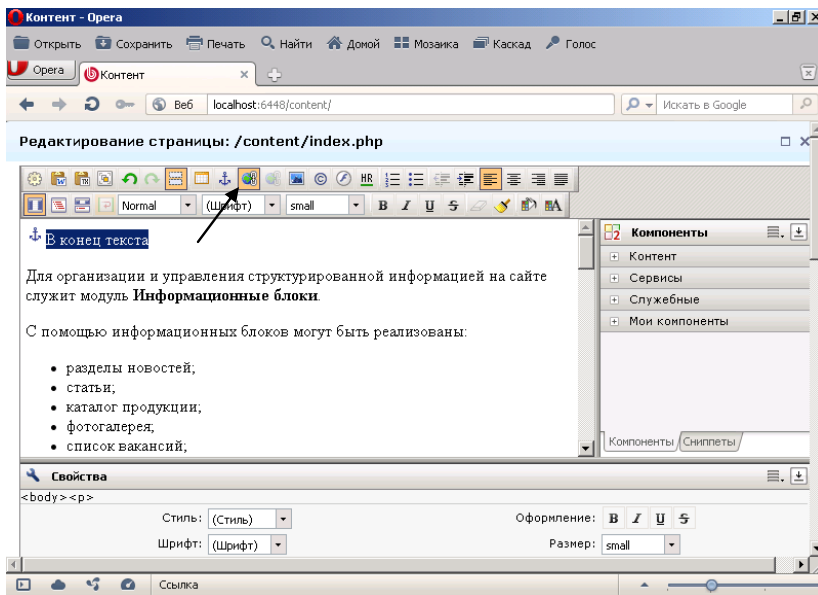 Контент - Opera
Открыть Сохранить Печать Найти Домой Мозаика Каскад Голос
Opera Контент
Веб localhost:6448/content/ Искать в Google
Редактирование страницы: /content/index.php
HR
Normal (Шрифт) small B I U S
В конец текста
Для организации и управления структурированной информацией на сайте
служит модуль Информационные блоки.
С помощью информационных блоков могут быть реализованы:
• разделы новостей;
• статьи;
• каталог продукции;
• фотогалерея;
• список вакансий;
Компоненты
Контент
Сервисы
Служебные
Мои компоненты
Компоненты Сниппеты
Свойства
<body><p>
Стиль: (Стиль) Оформление: B I U S
Шрифт: (Шрифт) Размер: small
Ссылка